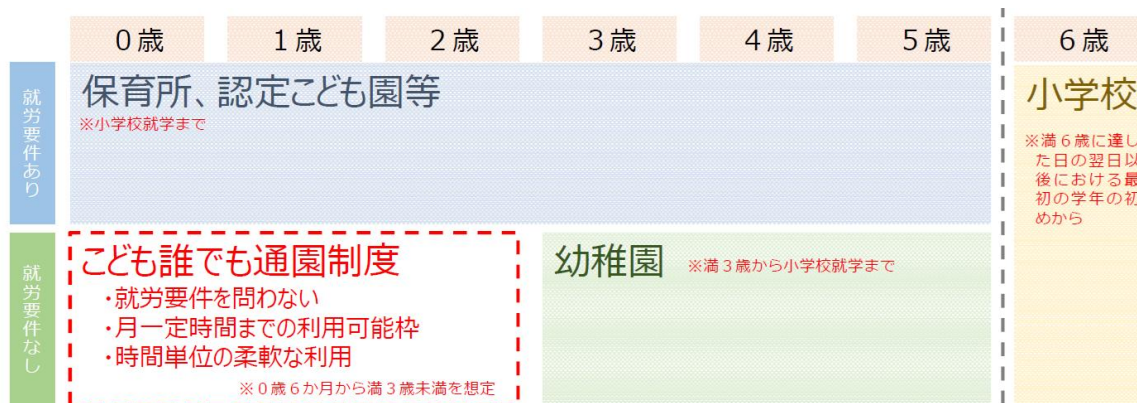 0歳
1歳
2歳
3歳
4歳
5歳
6歳
就労要件あり
保育所、認定こども園等
※小学校就学まで
小学校
※満6歳に達し
た日の翌日以
後における最
初の学年の初
めから
就労要件なし
こども誰でも通園制度
・就労要件を問わない
・月一定時間までの利用可能枠
・時間単位の柔軟な利用
※0歳6か月から満3歳未満を想定
幼稚園
※満3歳から小学校就学まで